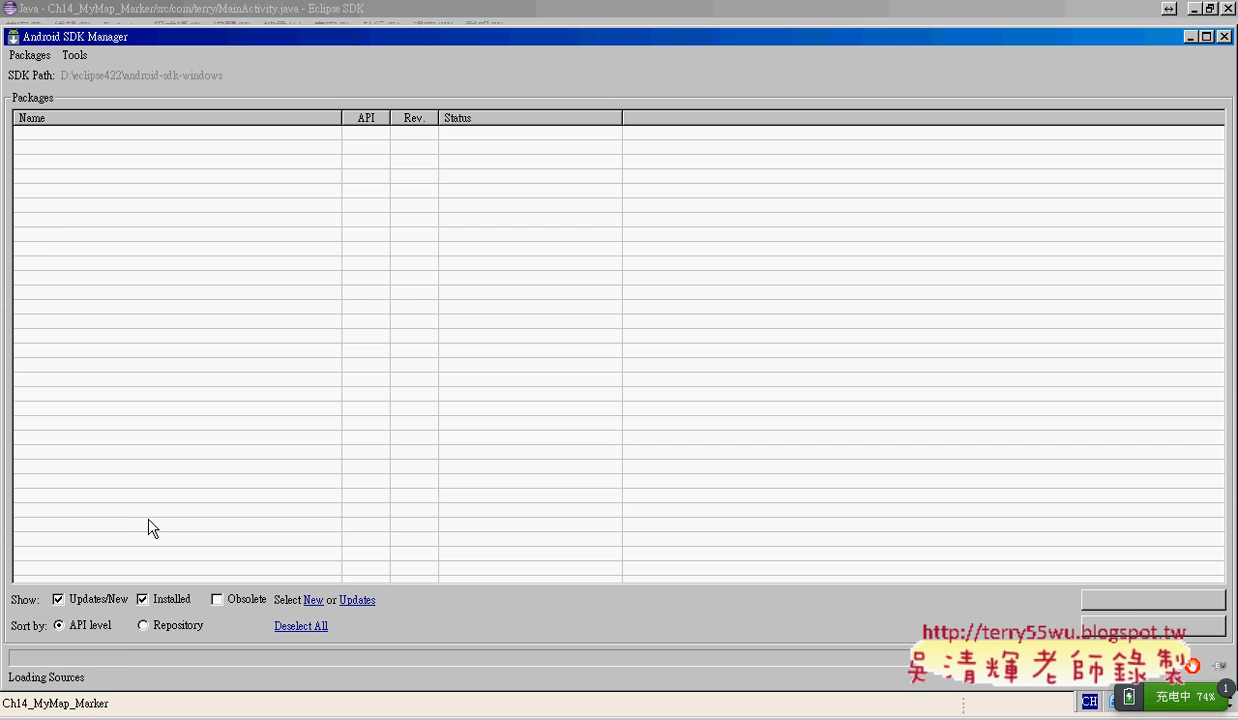 Java - Ch14_MyMap_Marker/src/com/terry/MainActivity.java - Eclipse SDK
Android SDK Manager
Packages Tools
SDK Path: D:\eclipse422\android-sdk-windows
Packages
Name API Rev. Status
Show: Updates/New Installed Obsolete Select New or Updates
Sort by: API level Repository Deselect All
http://terry55wu.blogspot.tw
吳清輝老師錄製
Loading Sources
Ch14_MyMap_Marker
CH
充电中 74%
1